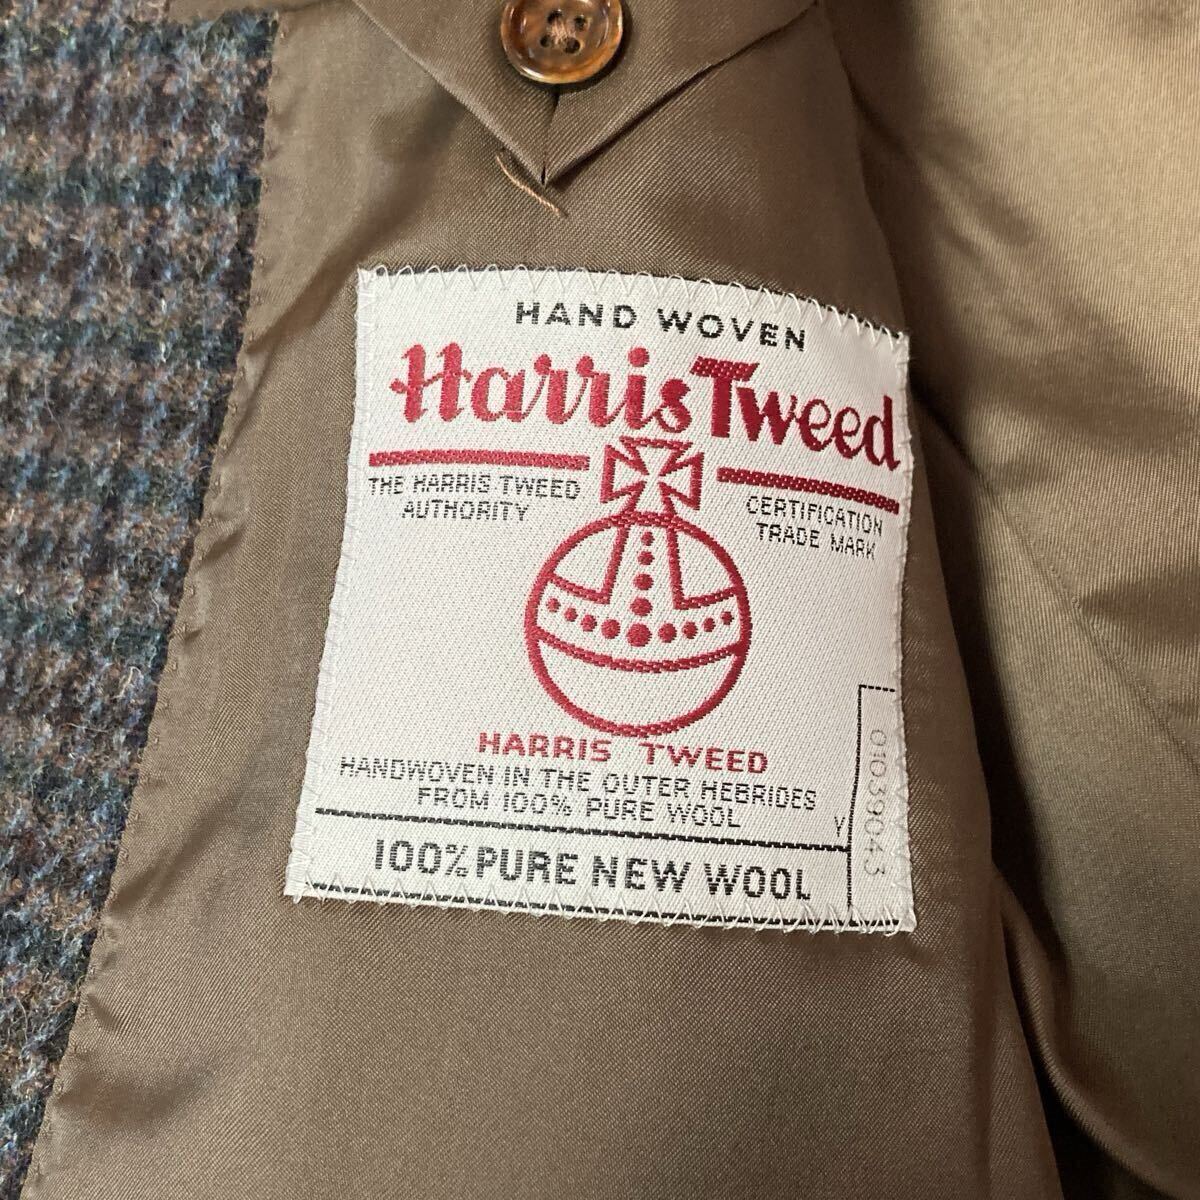 HAND WOVEN
Harris Tweed
THE HARRIS TWEED
AUTHORITY
CERTIFICATION
TRADE MARK
HARRIS TWEED
HANDWOVEN IN THE OUTER HEBRIDES
FROM 100% PURE WOOL
Y
100% PURE NEW WOOL
01039043